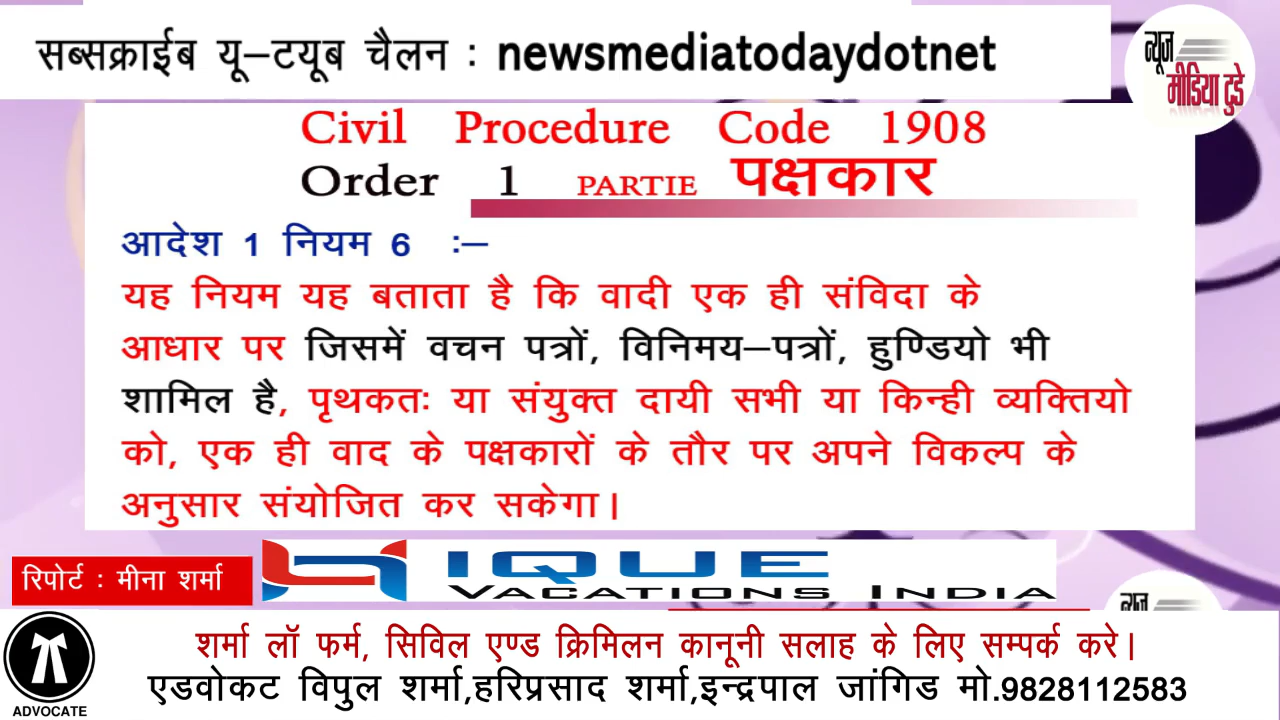 सब्सक्राईब यू–टयूब चैलन : newsmediatodaydotnet
न्यूज
मीडिया टुडे
Civil Procedure Code 1908
Order 1 PARTIE पक्षकार
आदेश 1 नियम 6 :–
यह नियम यह बताता है कि वादी एक ही संविदा के
आधार पर जिसमें वचन पत्रों, विनिमय–पत्रों, हुण्डियो भी
शामिल है, पृथकतः या संयुक्त दायी सभी या किन्ही व्यक्तियो
को, एक ही वाद के पक्षकारों के तौर पर अपने विकल्प के
अनुसार संयोजित कर सकेगा।
रिपोर्ट : मीना शर्मा
IQUE
VACATIONS INDIA
न्यूज
शर्मा लॉ फर्म, सिविल एण्ड क्रिमिलन कानूनी सलाह के लिए सम्पर्क करे।
एडवोकट विपुल शर्मा,हरिप्रसाद शर्मा,इन्द्रपाल जांगिड मो.9828112583
ADVOCATE